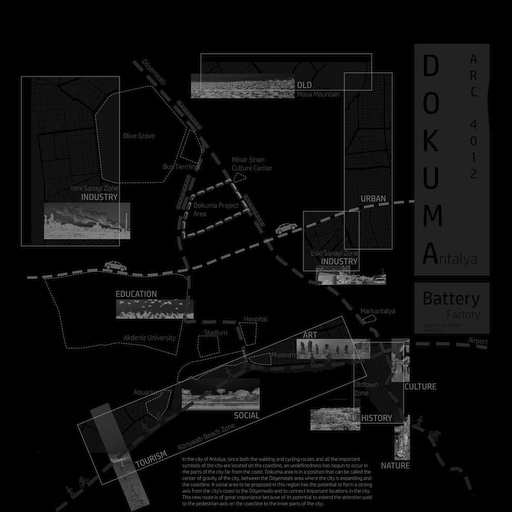 Döşemealtı
OLD
Masa Mountain
DOKUMA
Antalya
ARC 4012
Olive Grove
Bus Terminal
Minar Sinan
Culture Center
Yeni Sanayi Zone
INDUSTRY
Dokuma Project
Area
URBAN
Eski Sanayi Zone
INDUSTRY
EDUCATION
Battery
Factory
Akdeniz University
Hospital
Stadium
Markantalya
ART
Airport
Museum
Aquarium
Oldtown
Zone
CULTURE
SOCIAL
HISTORY
Konyaaltı Beach Zone
TOURISM
NATURE
In the city of Antalya, since both the walking and cycling routes and all the important
symbols of the city are located on the coastline, an undefinedness has begun to occur in
the parts of the city far from the coast. Dokuma area is in a position that can be called the
center of gravity of the city, between the Döşemealtı area where the city is expanding and
the coastline. A social area to be proposed in this region has the potential to form a strong
axis from the city's coast to the Döşemealtı and to connect important locations in the city.
This new route is of great importance because of its potential to extend the attention paid
to the pedestrian axis on the coastline to the inner parts of the city.